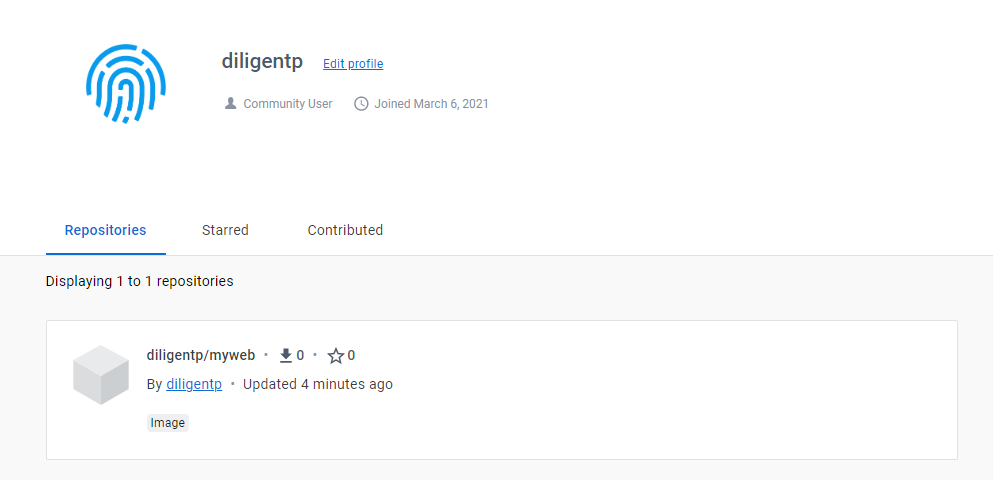 diligentp Edit profile
Community User Joined March 6, 2021
Repositories Starred Contributed
Displaying 1 to 1 repositories
diligentp/myweb • 0 • 0
By diligentp • Updated 4 minutes ago
Image